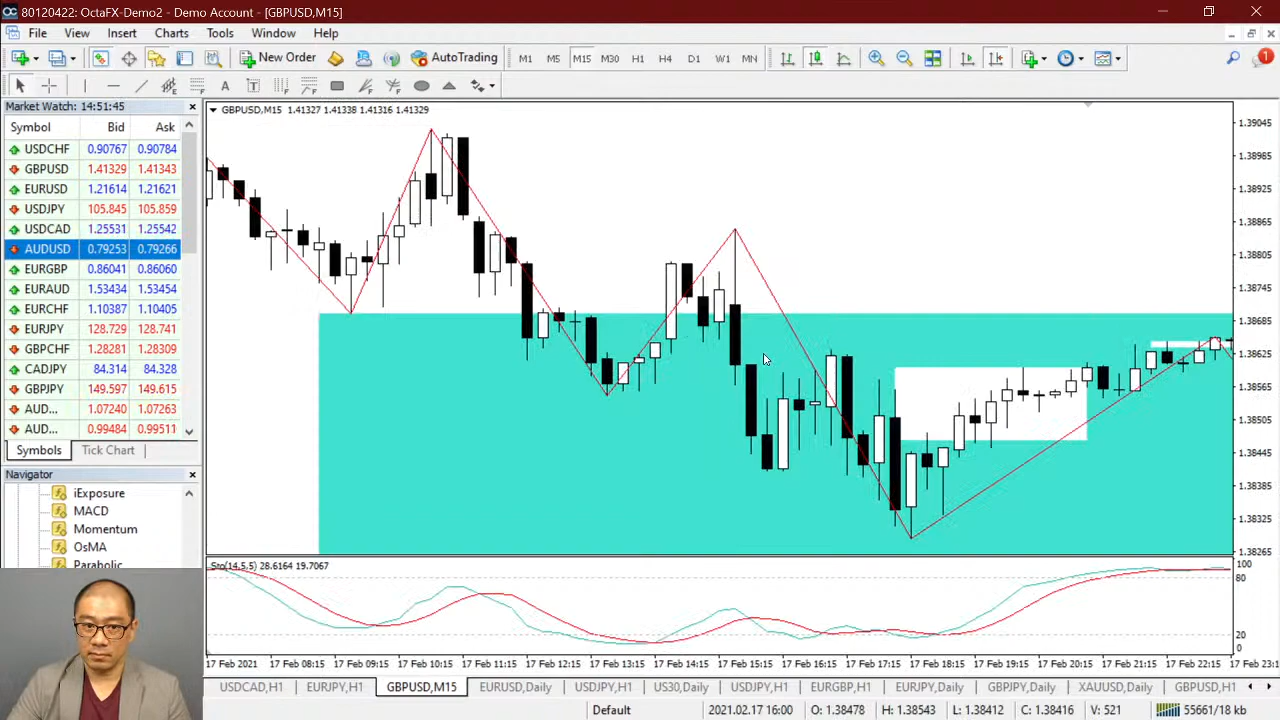 80120422: OctaFX-Demo2 - Demo Account - [GBPUSD,M15]
File View Insert Charts Tools Window Help
New Order AutoTrading M1 M5 M15 M30 H1 H4 D1 W1 MN 1
A T
Market Watch: 14:51:45
Symbol Bid Ask
USDCHF 0.90767 0.90784
GBPUSD 1.41329 1.41343
EURUSD 1.21614 1.21621
USDJPY 105.845 105.859
USDCAD 1.25531 1.25542
AUDUSD 0.79253 0.79266
EURGBP 0.86041 0.86060
EURAUD 1.53434 1.53454
EURCHF 1.10387 1.10405
EURJPY 128.729 128.741
GBPCHF 1.28281 1.28309
CADJPY 84.314 84.328
GBPJPY 149.597 149.615
AUD... 1.07240 1.07263
AUD... 0.99484 0.99511
Symbols Tick Chart
Navigator
iExposure
MACD
Momentum
OsMA
Parabolic
GBPUSD,M15 1.41327 1.41338 1.41316 1.41329
1.39045
1.38985
1.38925
1.38865
1.38805
1.38745
1.38685
1.38625
1.38565
1.38505
1.38445
1.38385
1.38325
1.38265
Sto(14,5,5) 28.6164 19.7067
100
80
20
0
17 Feb 2021 17 Feb 08:15 17 Feb 09:15 17 Feb 10:15 17 Feb 11:15 17 Feb 12:15 17 Feb 13:15 17 Feb 14:15 17 Feb 15:15 17 Feb 16:15 17 Feb 17:15 17 Feb 18:15 17 Feb 19:15 17 Feb 20:15 17 Feb 21:15 17 Feb 22:15 17 Feb 23:1
USDCAD,H1 EURJPY,H1 GBPUSD,M15 EURUSD,Daily USDJPY,H1 US30,Daily USDJPY,H1 EURGBP,H1 EURJPY,Daily GBPJPY,Daily XAUUSD,Daily GBPUSD,H1
Default 2021.02.17 16:00 O: 1.38478 H: 1.38543 L: 1.38412 C: 1.38416 V: 521 55661/18 kb